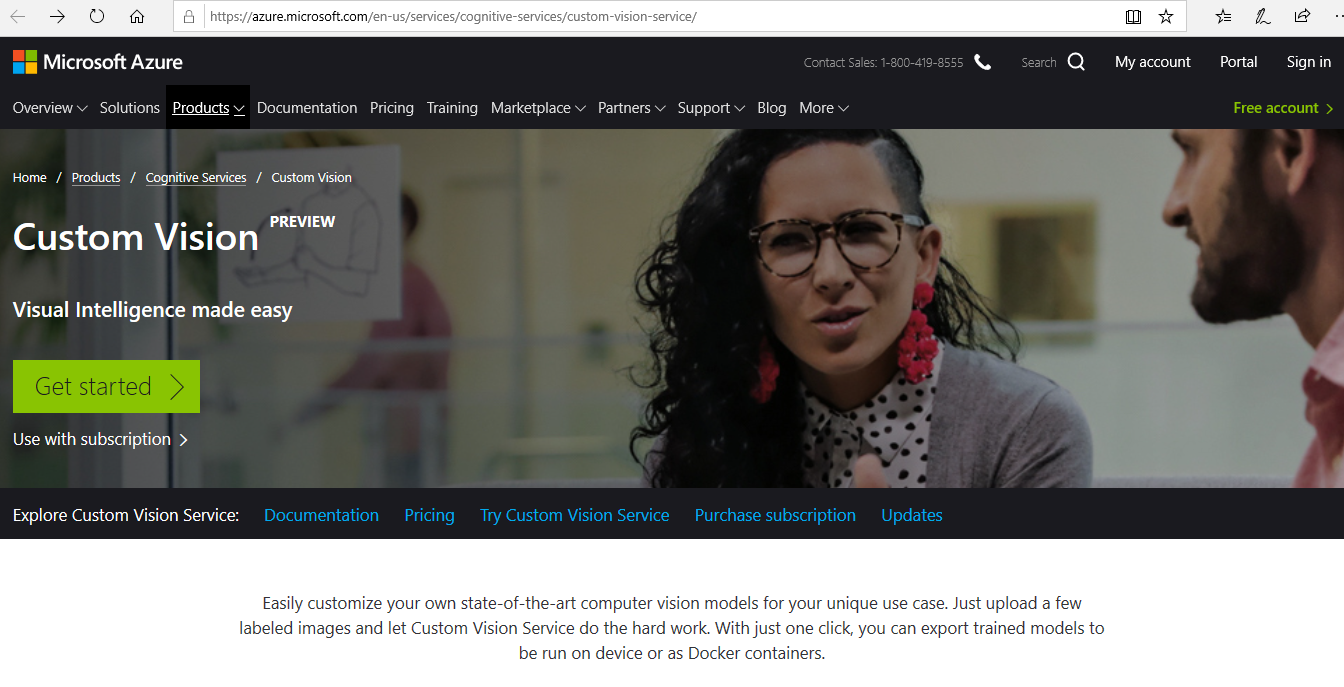 https://azure.microsoft.com/en-us/services/cognitive-services/custom-vision-service/
Microsoft Azure
Contact Sales: 1-800-419-8555
Search
My account
Portal
Sign in
Overview
Solutions
Products
Documentation
Pricing
Training
Marketplace
Partners
Support
Blog
More
Free account
Home / Products / Cognitive Services / Custom Vision
Custom Vision PREVIEW
Visual Intelligence made easy
Get started
Use with subscription
Explore Custom Vision Service: Documentation Pricing Try Custom Vision Service Purchase subscription Updates
Easily customize your own state-of-the-art computer vision models for your unique use case. Just upload a few
labeled images and let Custom Vision Service do the hard work. With just one click, you can export trained models to
be run on device or as Docker containers.